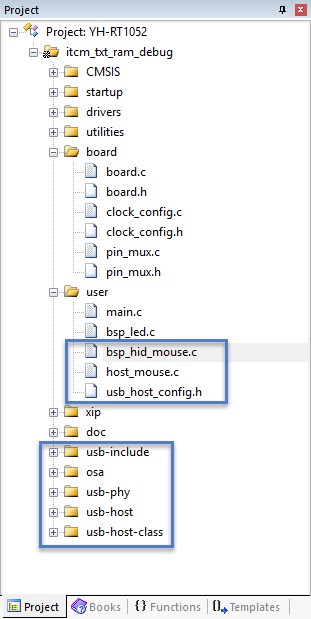 Project
Project: YH-RT1052
itcm_txt_ram_debug
CMSIS
startup
drivers
utilities
board
board.c
board.h
clock_config.c
clock_config.h
pin_mux.c
pin_mux.h
user
main.c
bsp_led.c
bsp_hid_mouse.c
host_mouse.c
usb_host_config.h
xip
doc
usb-include
osa
usb-phy
usb-host
usb-host-class
Project Books {} Functions 0→ Templates